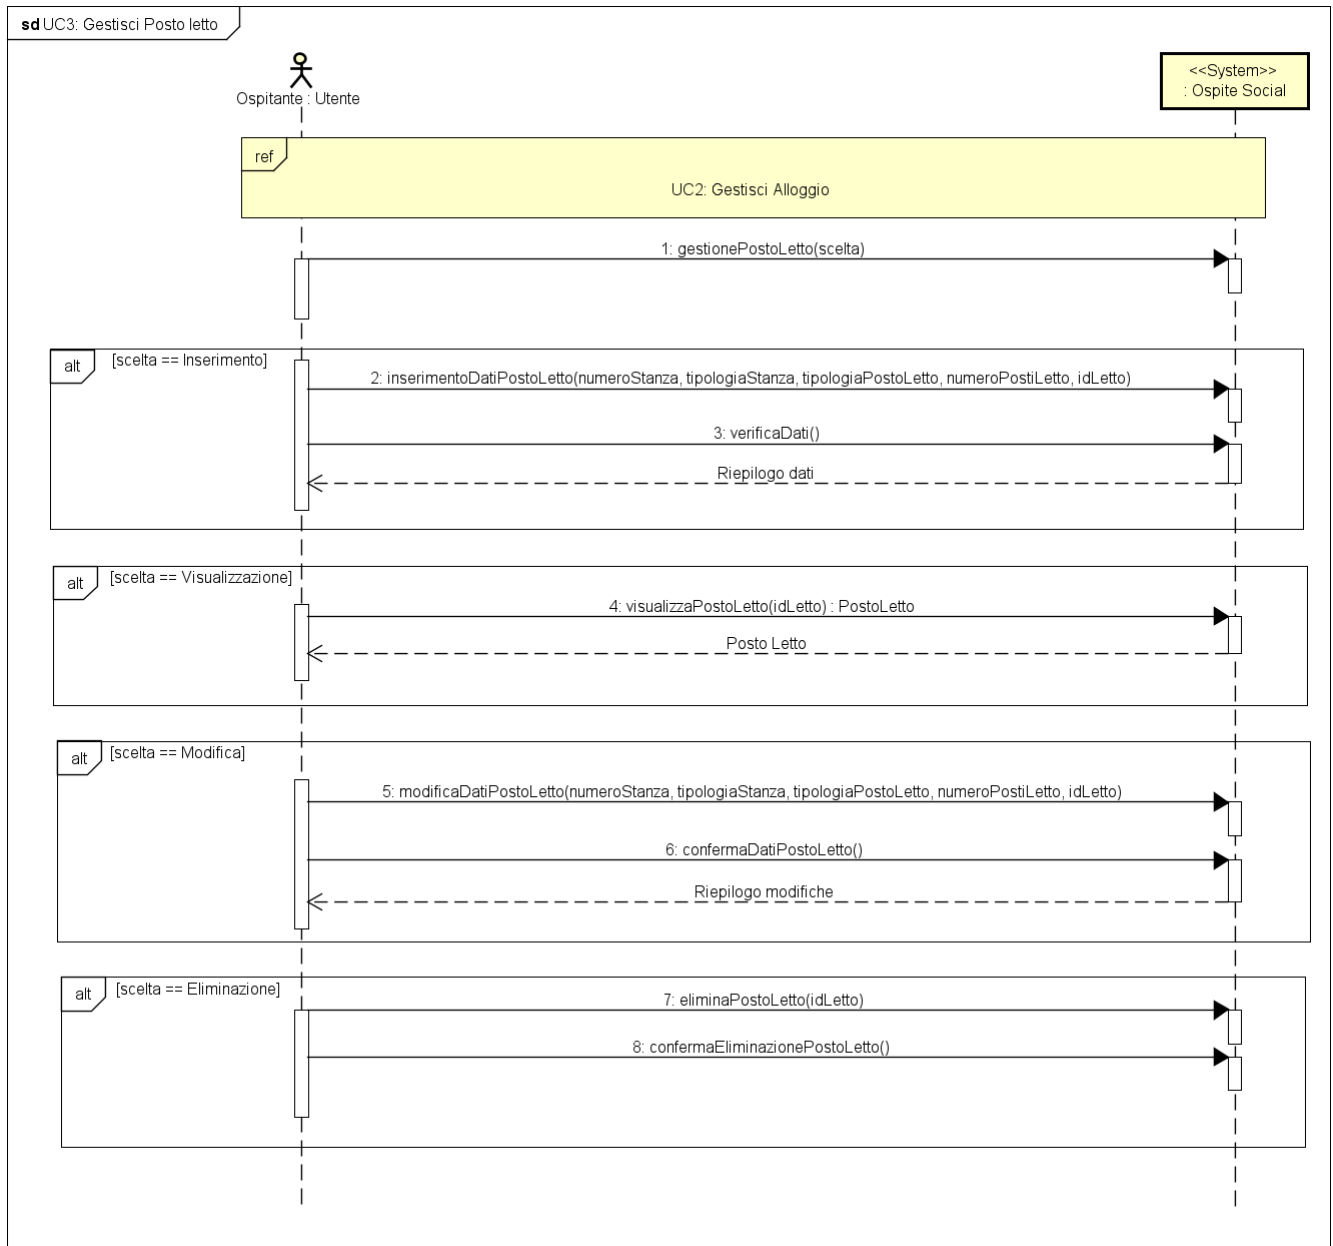 sd UC3: Gestisci Posto letto
<<System>>
: Ospite Social
Ospitante : Utente
ref
UC2: Gestisci Alloggio
1: gestionePostoLetto(scelta)
alt
[scelta == Inserimento]
2: inserimentoDatiPostoLetto(numeroStanza, tipologiaStanza, tipologiaPostoLetto, numeroPostiLetto, idLetto)
3: verificaDati()
Riepilogo dati
alt
[scelta == Visualizzazione]
4: visualizzaPostoLetto(idLetto) : PostoLetto
Posto Letto
alt
[scelta == Modifica]
5: modificaDatiPostoLetto(numeroStanza, tipologiaStanza, tipologiaPostoLetto, numeroPostiLetto, idLetto)
6: confermaDatiPostoLetto()
Riepilogo modifiche
alt
[scelta == Eliminazione]
7: eliminaPostoLetto(idLetto)
8: confermaEliminazionePostoLetto()